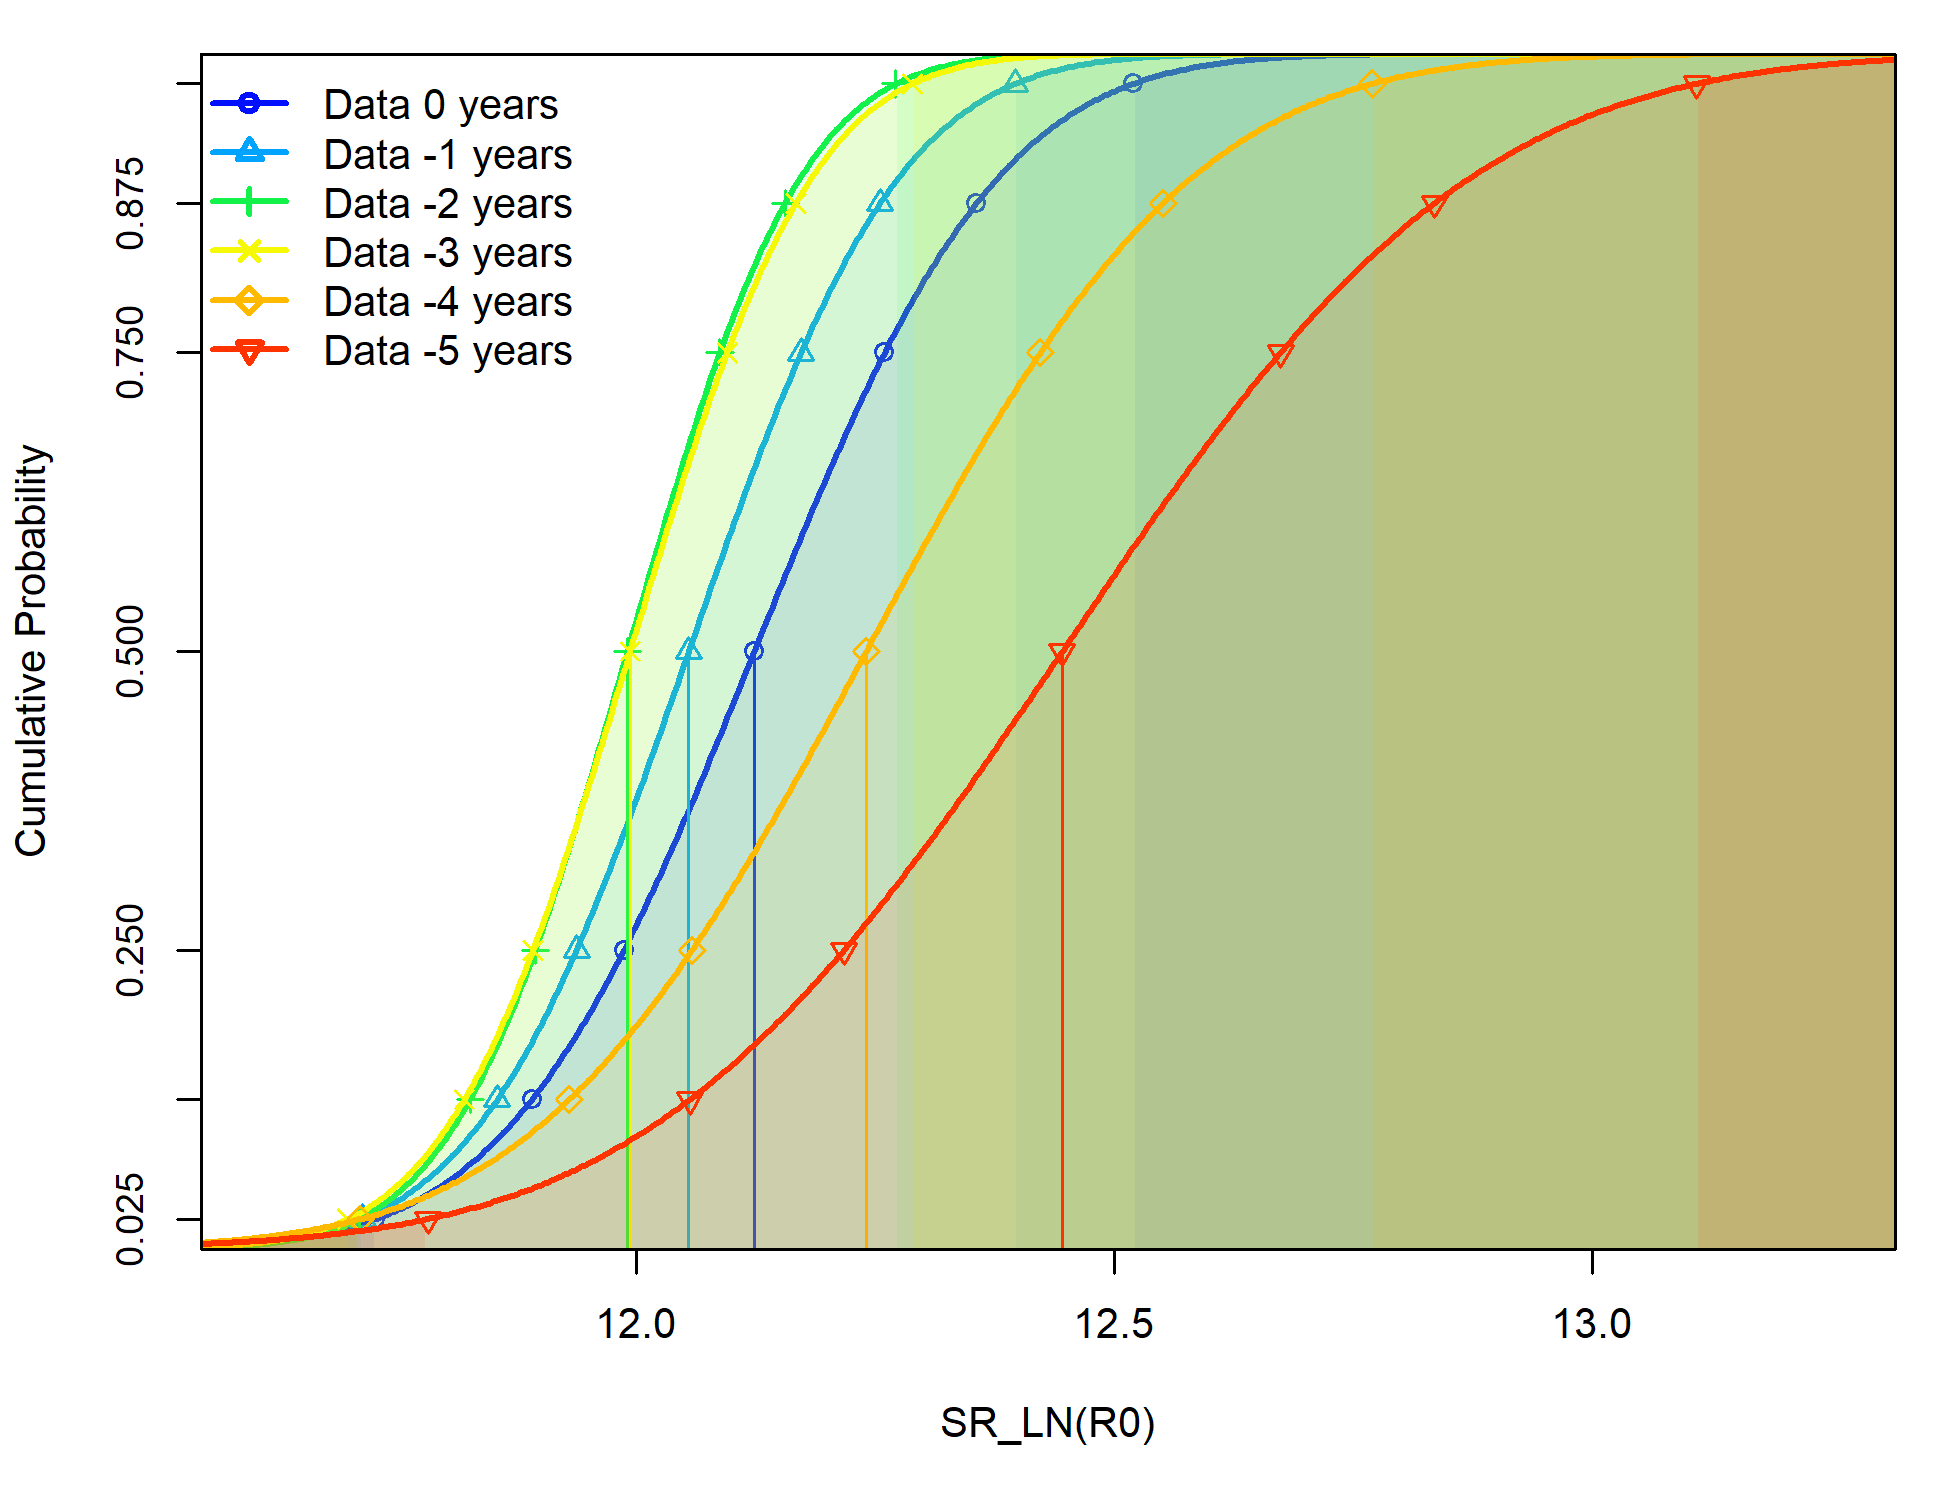 Data 0 years
Data -1 years
Data -2 years
Data -3 years
Data -4 years
Data -5 years
Cumulative Probability
0.875
0.750
0.500
0.250
0.025
12.0
12.5
13.0
SR_LN(R0)